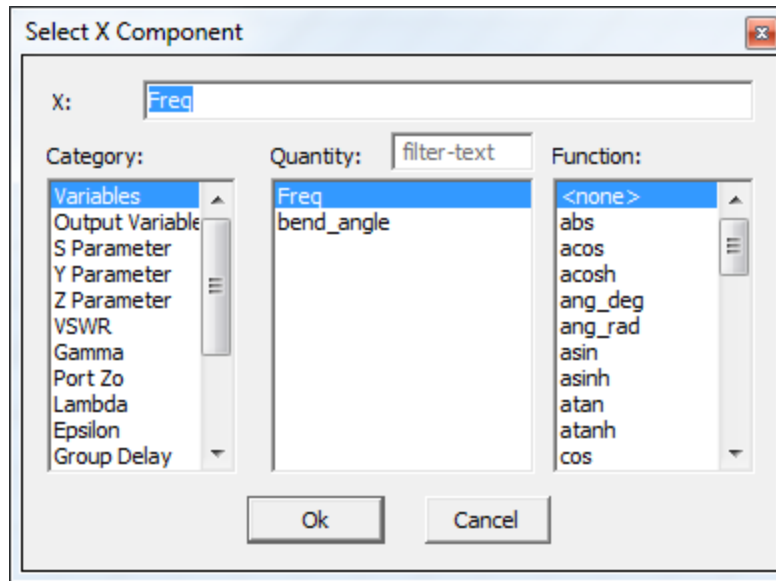 Select X Component
X: Freq
Category: Quantity: filter-text Function:
Variables
Output Variable
S Parameter
Y Parameter
Z Parameter
VSWR
Gamma
Port Zo
Lambda
Epsilon
Group Delay
Freq
bend_angle
<none>
abs
acos
acosh
ang_deg
ang_rad
asin
asinh
atan
atanh
cos
Ok Cancel